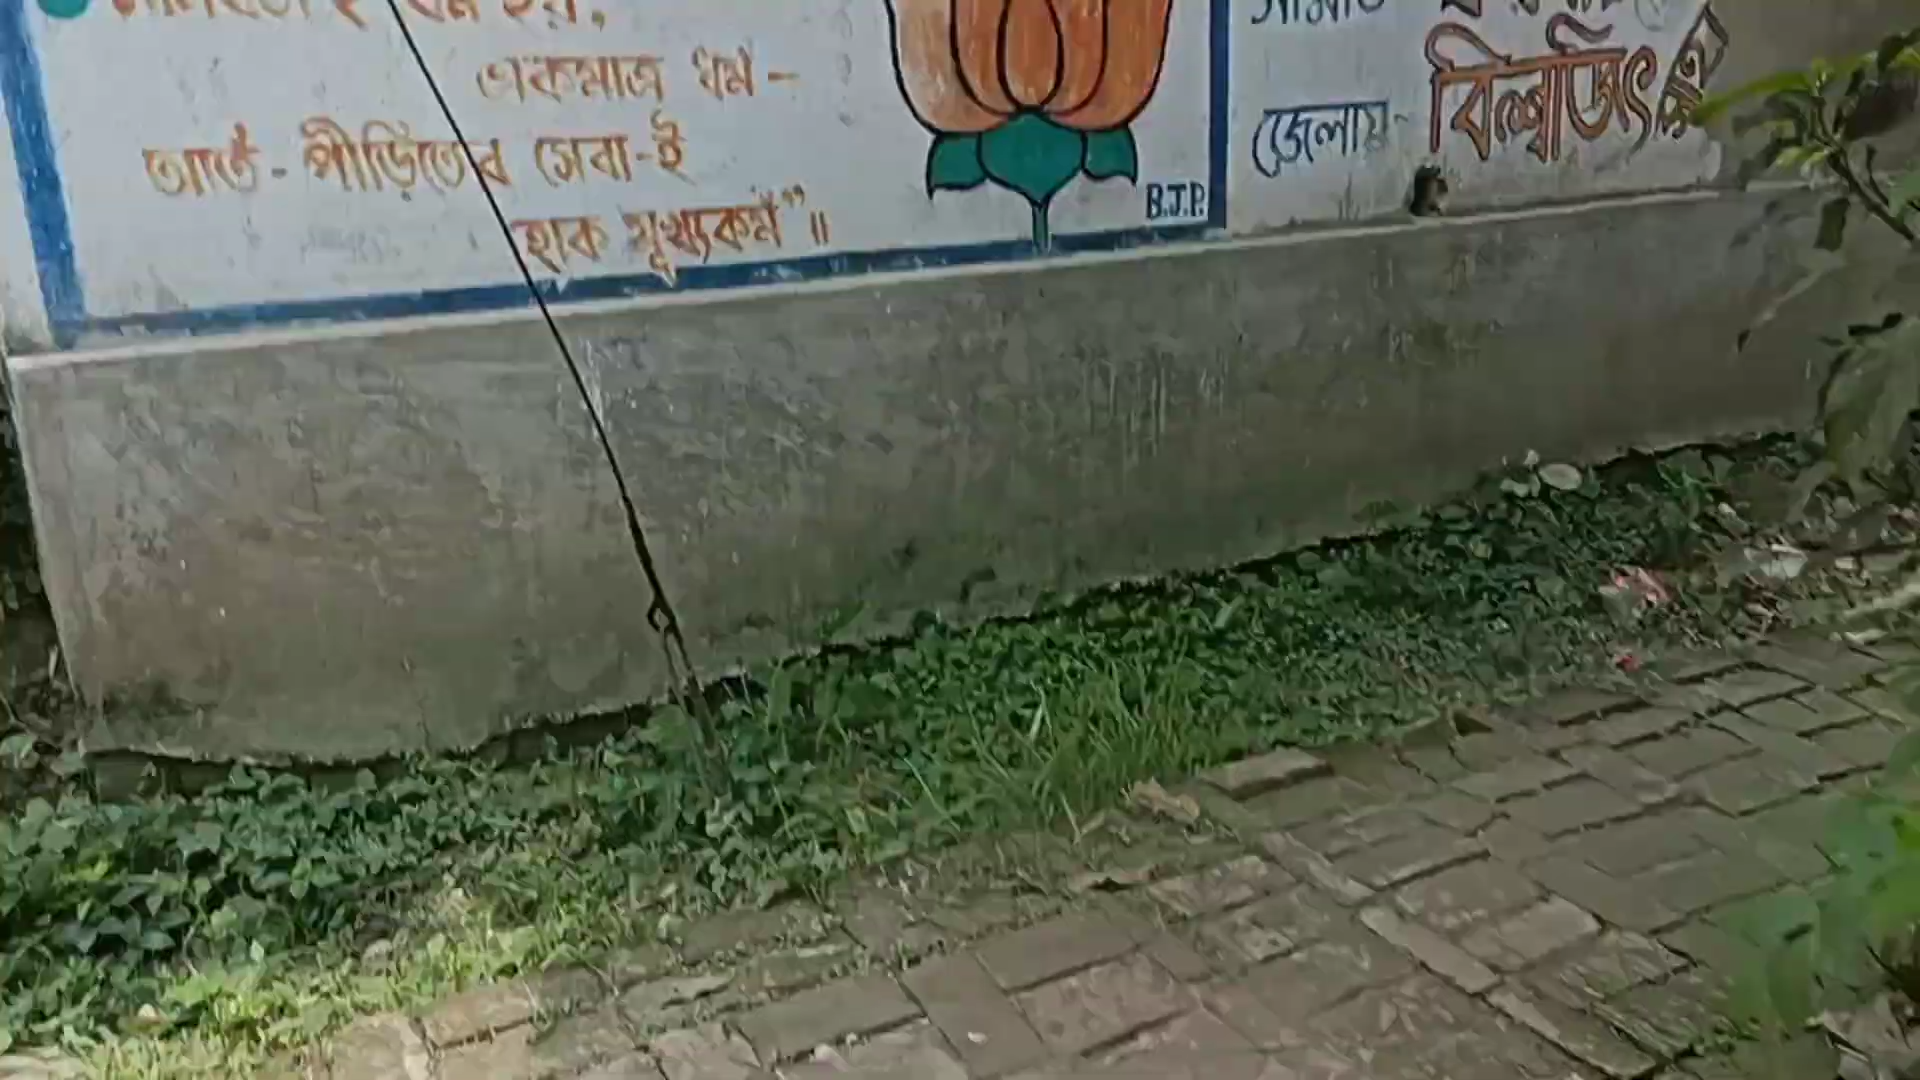 একমাত্র ধর্ম -
আর্ত - পীড়িতের সেবা-ই
হোক মূখ্যকর্ম" ॥
B.J.P.
জেলায় -
বিশ্বজিৎ